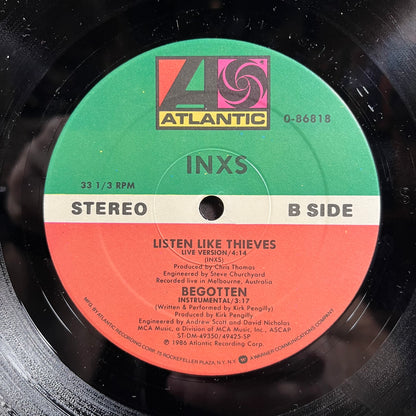 ATLANTIC
0-86818
INXS
33 1/3 RPM
STEREO
B SIDE
LISTEN LIKE THIEVES
LIVE VERSION/4:14
(INXS)
Produced by Chris Thomas
Engineered by Steve Churchyard
Recorded live in Melbourne, Australia
BEGOTTEN
INSTRUMENTAL/3:17
(Written & Performed by Kirk Pengilly)
Produced by Kirk Pengilly
Engineered by Andrew Scott and David Nicholas
MCA Music, a Division of MCA Music, Inc., ASCAP
ST-DM-49350/49425-SP
© 1986 Atlantic Recording Corp.
MFG. BY ATLANTIC RECORDING CORP., 75 ROCKEFELLER PLAZA, N.Y., N.Y. W A WARNER COMMUNICATIONS COMPANY